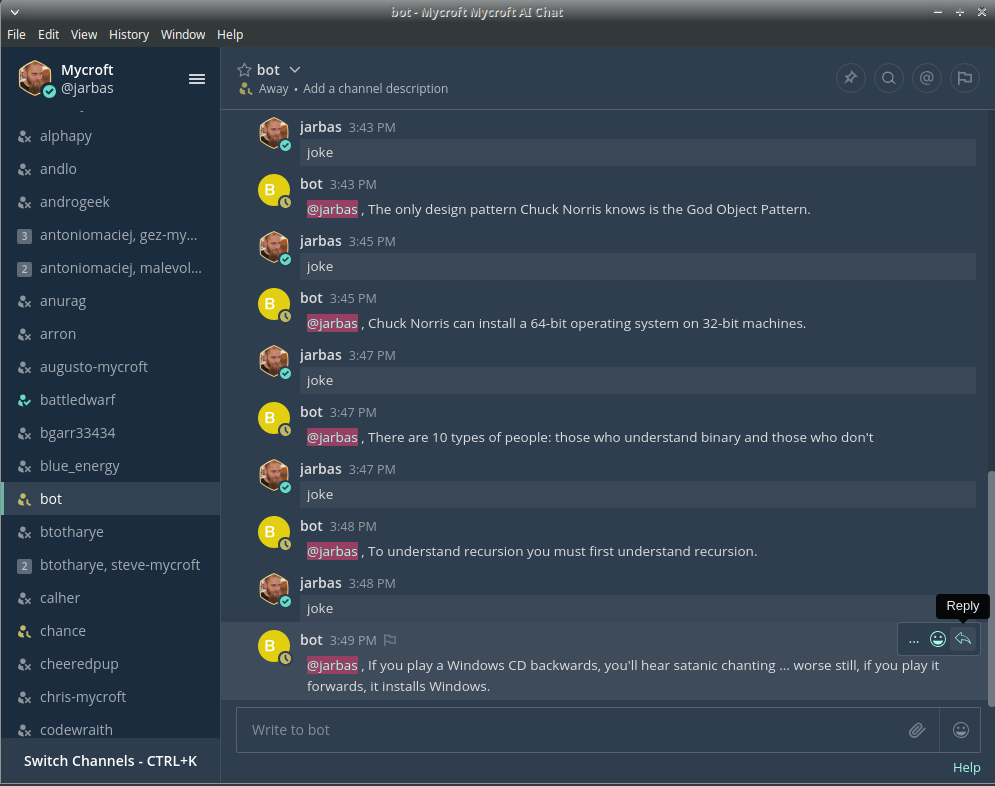 bot - Mycroft Mycroft AI Chat
File Edit View History Window Help
Mycroft
@jarbas
alphapy
andlo
androgeek
3 antoniomaciej, gez-my...
2 antoniomaciej, malevol...
anurag
arron
augusto-mycroft
battledwarf
bgarr33434
blue_energy
bot
btotharye
2 btotharye, steve-mycroft
calher
chance
cheeredpup
chris-mycroft
codewraith
Switch Channels - CTRL+K
bot
Away • Add a channel description
jarbas 3:43 PM
joke
B
bot 3:43 PM
@jarbas , The only design pattern Chuck Norris knows is the God Object Pattern.
jarbas 3:45 PM
joke
B
bot 3:45 PM
@jarbas , Chuck Norris can install a 64-bit operating system on 32-bit machines.
jarbas 3:47 PM
joke
B
bot 3:47 PM
@jarbas , There are 10 types of people: those who understand binary and those who don't
jarbas 3:47 PM
joke
B
bot 3:48 PM
@jarbas , To understand recursion you must first understand recursion.
jarbas 3:48 PM
joke
Reply
B
bot 3:49 PM
...
@jarbas , If you play a Windows CD backwards, you'll hear satanic chanting ... worse still, if you play it
forwards, it installs Windows.
Write to bot
Help